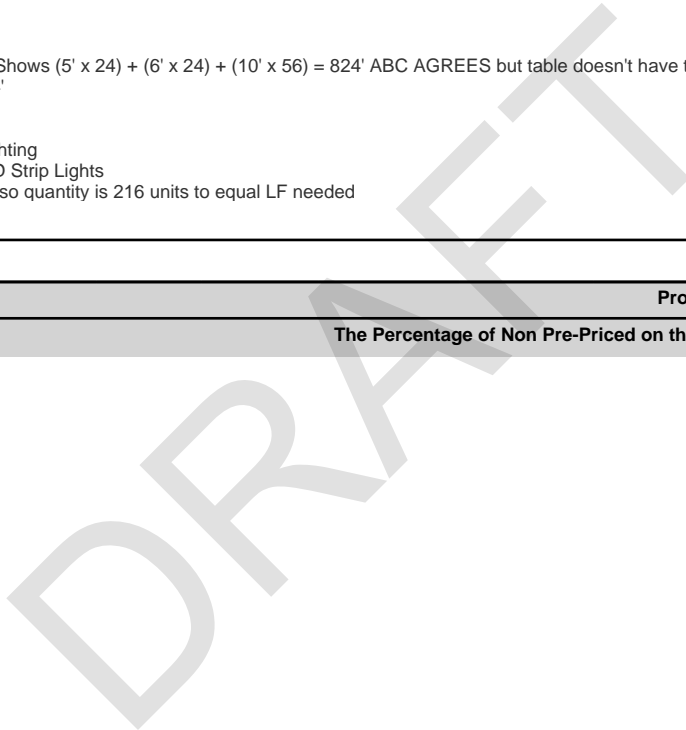 Shows (5' x 24) + (6' x 24) + (10' x 56) = 824' ABC AGREES but table doesn't have
'
hting
Strip Lights
so quantity is 216 units to equal LF needed
Pro
The Percentage of Non Pre-Priced on th
DRAFT